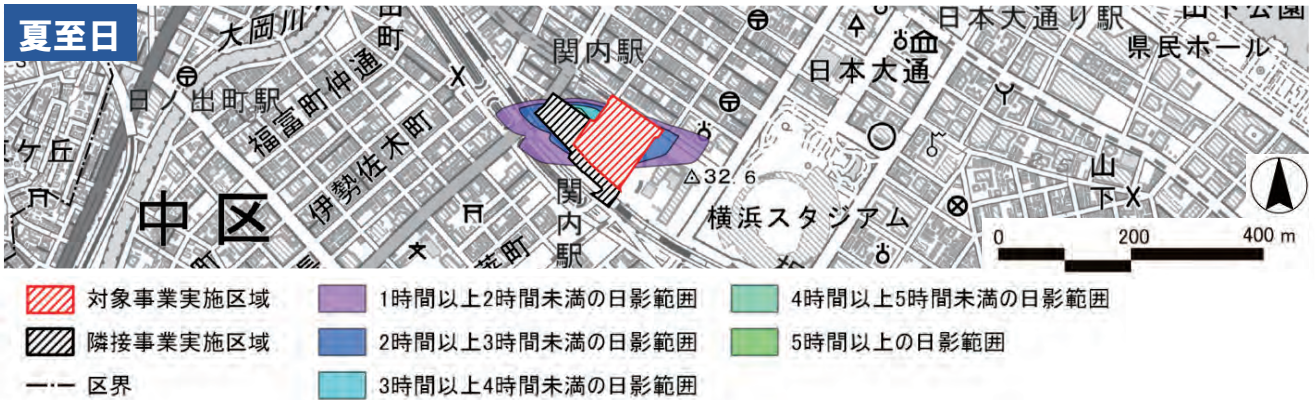 夏至日
大岡川
田町
関内駅
日本大通り駅
山下公園
県民ホール
日本大通
日ノ出町駅
福富町仲通
伊勢佐木町
ケ丘
中区
関内駅
32.6
横浜スタジアム
山下
町
葉町
0 200 400 m
対象事業実施区域
隣接事業実施区域
区界
1時間以上2時間未満の日影範囲
2時間以上3時間未満の日影範囲
3時間以上4時間未満の日影範囲
4時間以上5時間未満の日影範囲
5時間以上の日影範囲